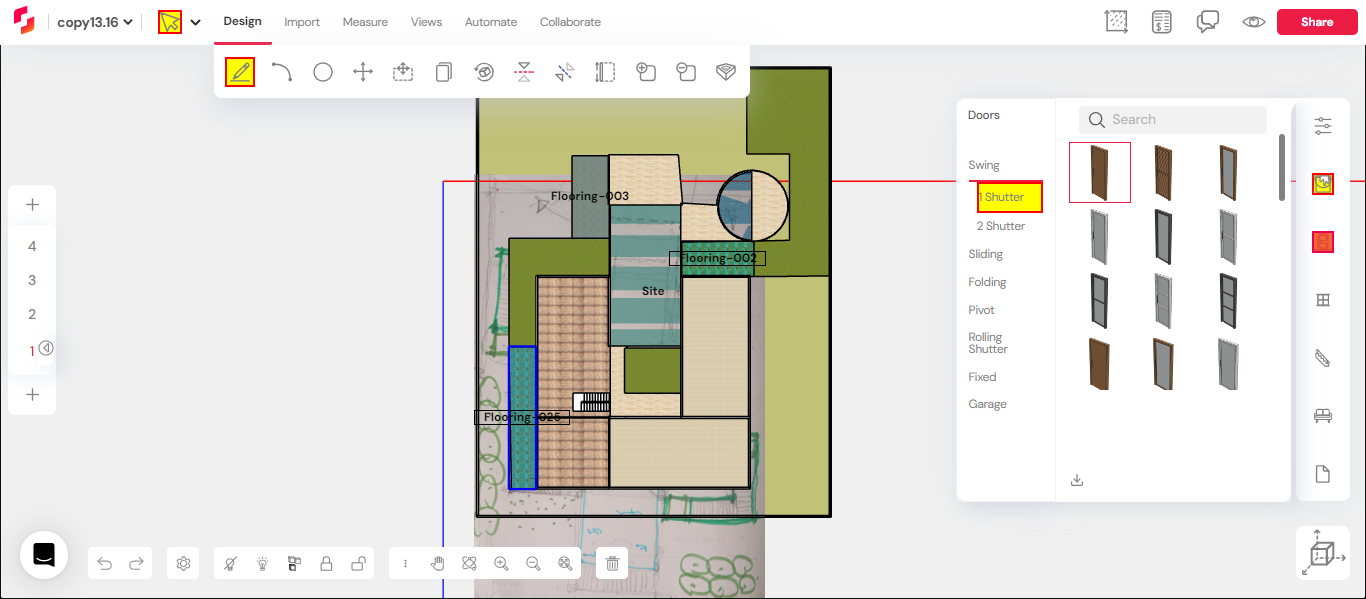 copy13.16
Design
Import
Measure
Views
Automate
Collaborate
$
Share
Doors
Search
Swing
1 Shutter
2 Shutter
Sliding
Folding
Pivot
Rolling
Shutter
Fixed
Garage
4
3
2
1
Flooring-003
Flooring-002
Site
Flooring-025